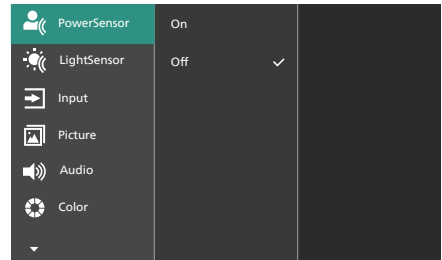 PowerSensor
On
LightSensor
Off
Input
Picture
Audio
Color